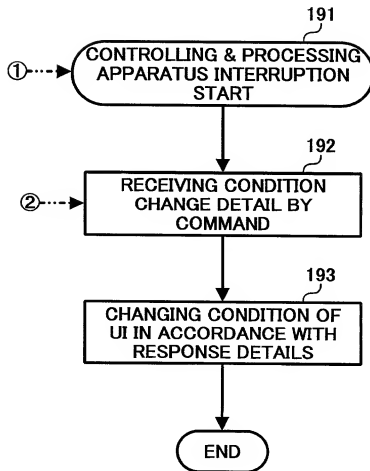 191
CONTROLLING & PROCESSING
① APPARATUS INTERRUPTION
START
192
RECEIVING CONDITION
② CHANGE DETAIL BY
COMMAND
193
CHANGING CONDITION OF
UI IN ACCORDANCE WITH
RESPONSE DETAILS
END